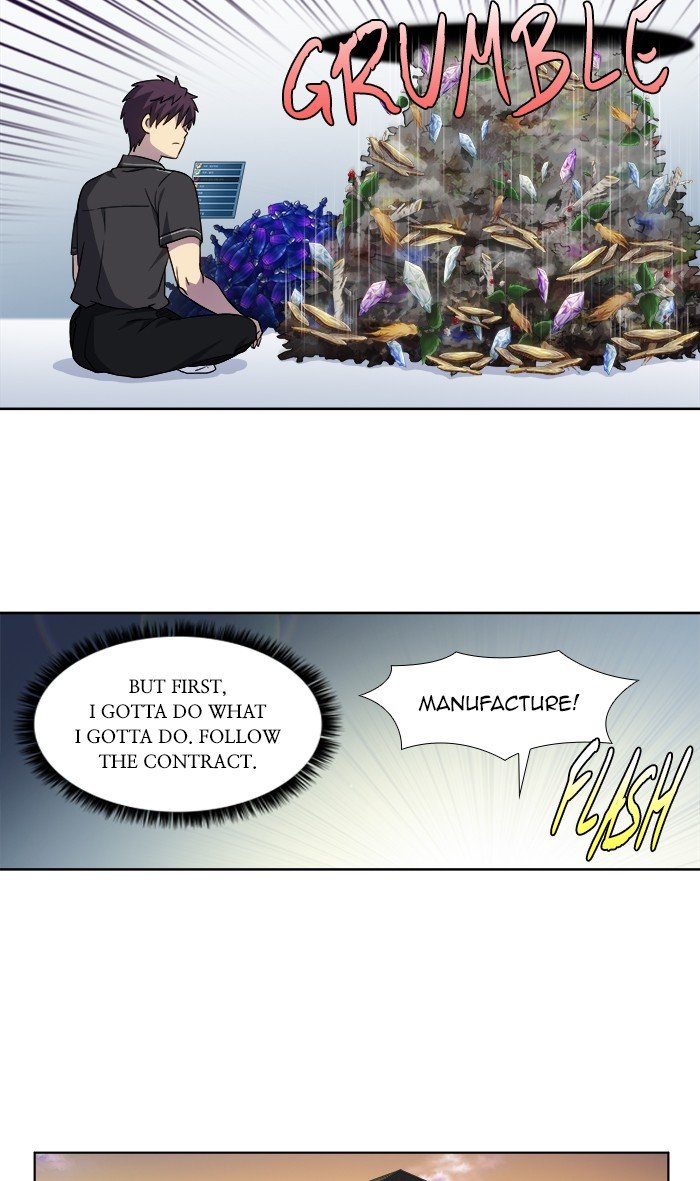 GRUMBLE
BUT FIRST,
I GOTTA DO WHAT
I GOTTA DO. FOLLOW
THE CONTRACT.
MANUFACTURE!
FLASH